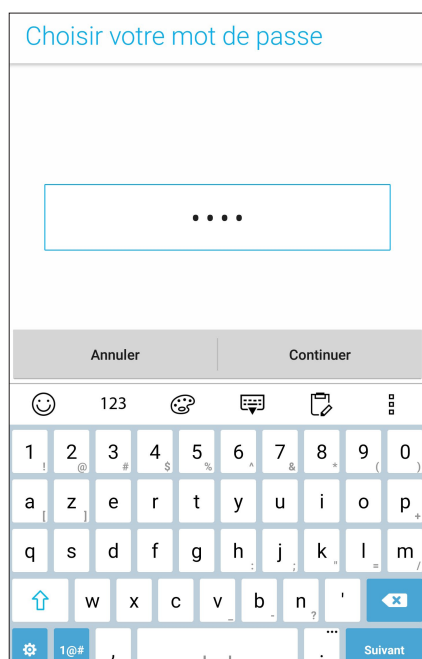 Choisir votre mot de passe
••••
Annuler Continuer
123
1 ! 2 @ 3 # 4 $ 5 % 6 ^ 7 & 8 * 9 ( 0 )
a [ z ] e r t y u i o p +
q s d f g h : j ; k " l = m /
w x c v _ b - n ? '
1@# , . Suivant